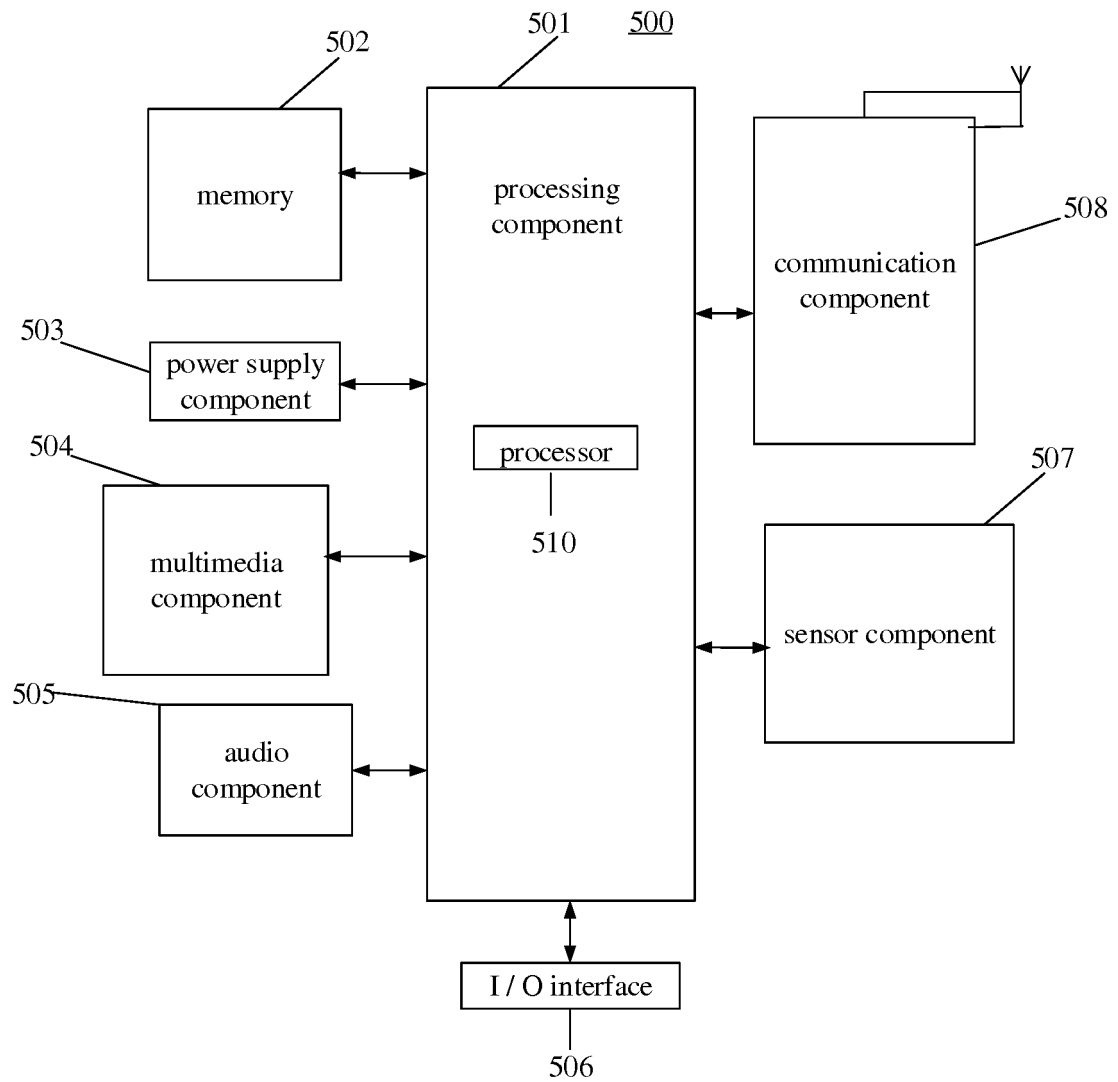 500
501
502
memory
processing
component
508
communication
component
503
power supply
component
504
processor
510
507
multimedia
component
sensor component
505
audio
component
I / O interface
506